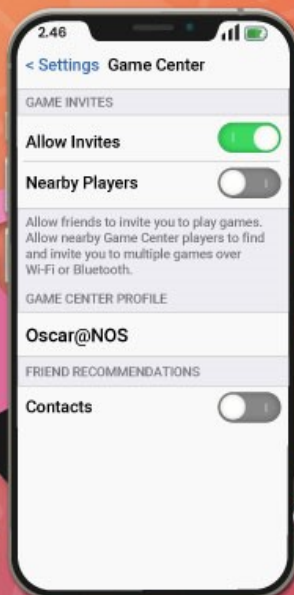 2.46
< Settings Game Center
GAME INVITES
Allow Invites
Nearby Players
Allow friends to invite you to play games.
Allow nearby Game Center players to find
and invite you to multiple games over
Wi-Fi or Bluetooth.
GAME CENTER PROFILE
Oscar@NOS
FRIEND RECOMMENDATIONS
Contacts